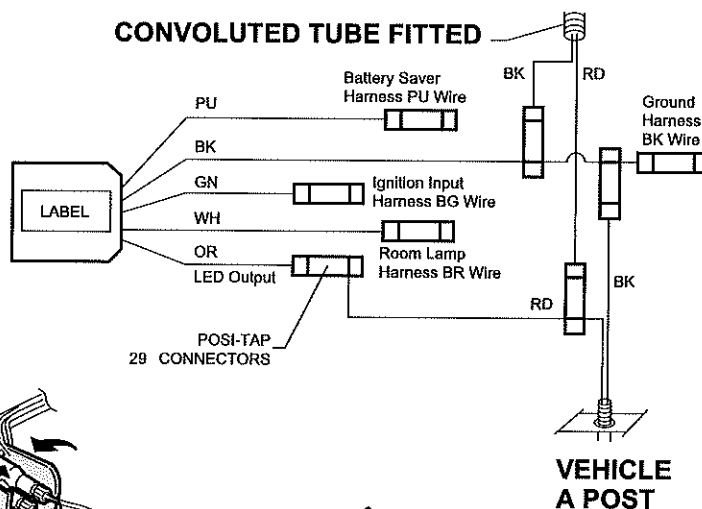 CONVOLUTED TUBE FITTED
BK
RD
Battery Saver
Harness PU Wire
Ground
Harness
BK Wire
PU
BK
GN
Ignition Input
Harness BG Wire
LABEL
WH
OR
Room Lamp
Harness BR Wire
LED Output
RD
BK
POSI-TAP
29 CONNECTORS
VEHICLE
A POST